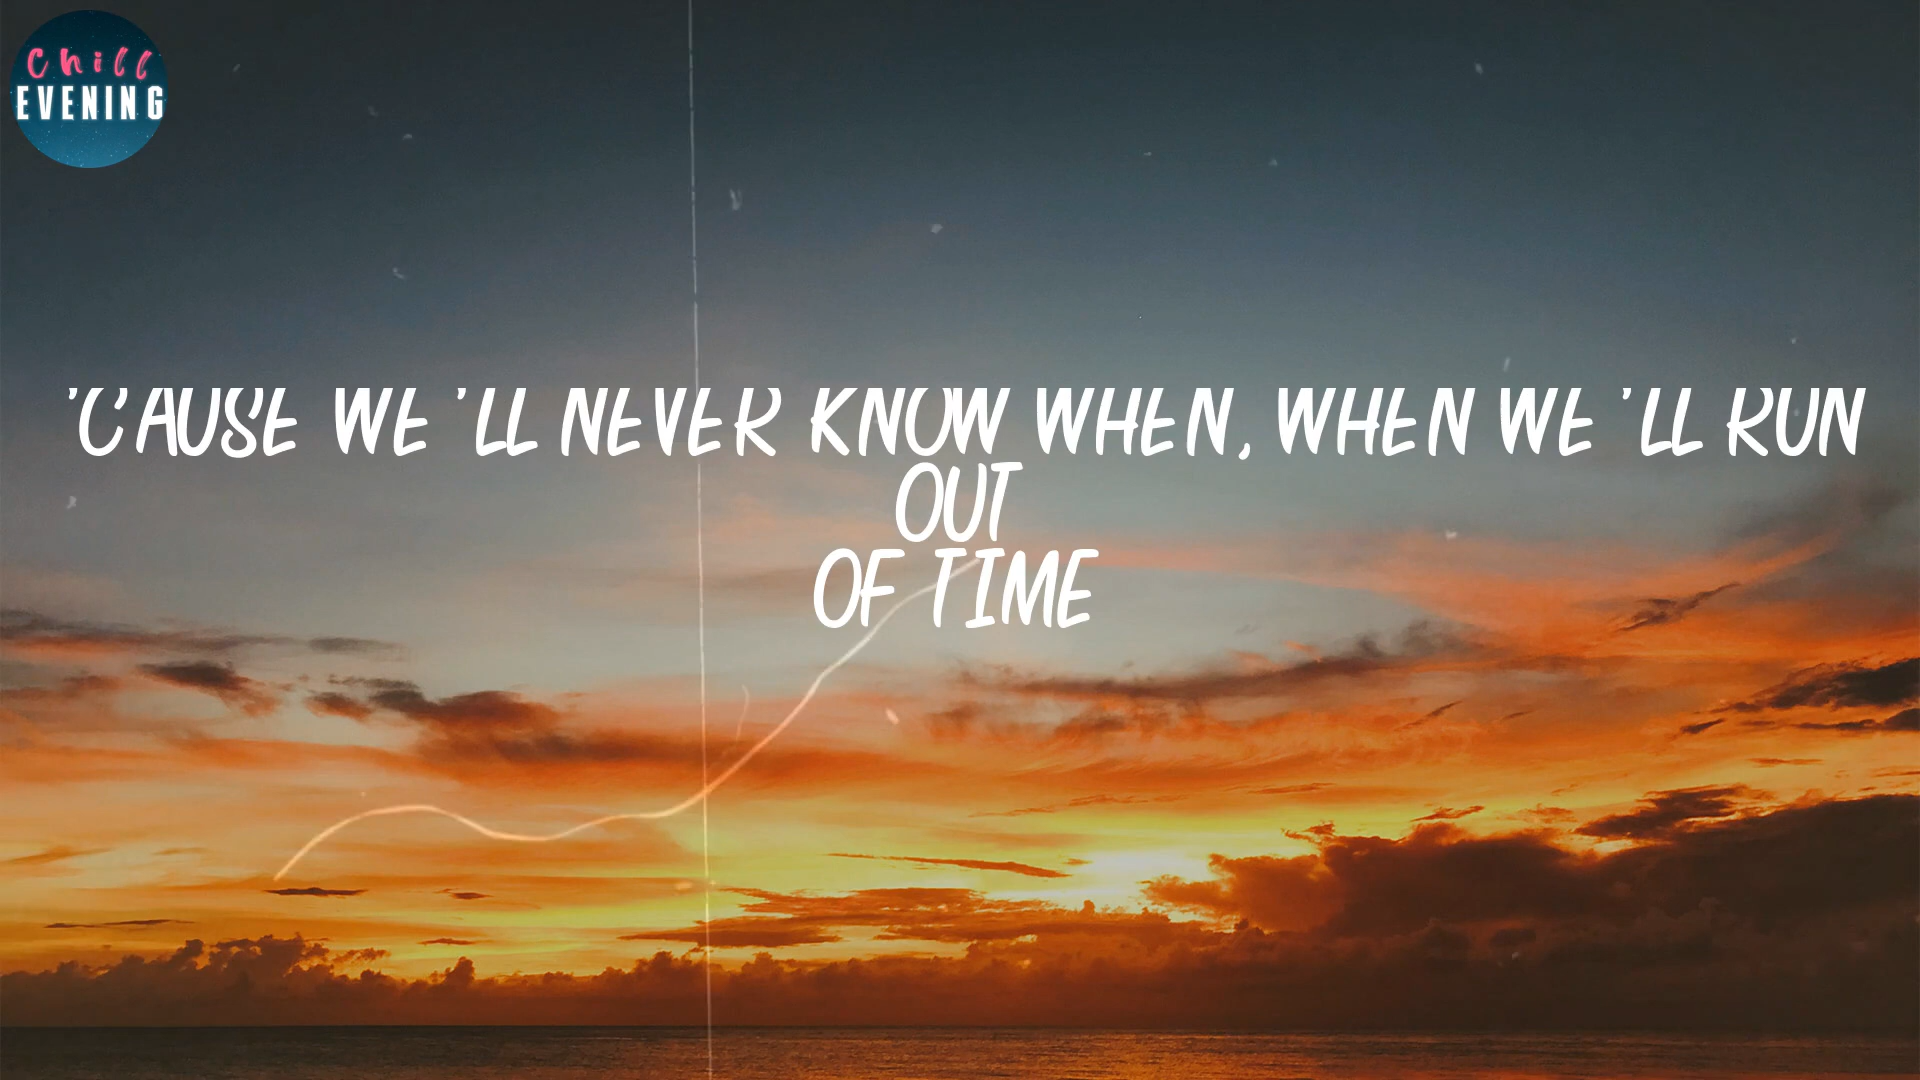 Chill
EVENING
'CAUSE WE'LL NEVER KNOW WHEN, WHEN WE'LL RUN
OUT
OF TIME